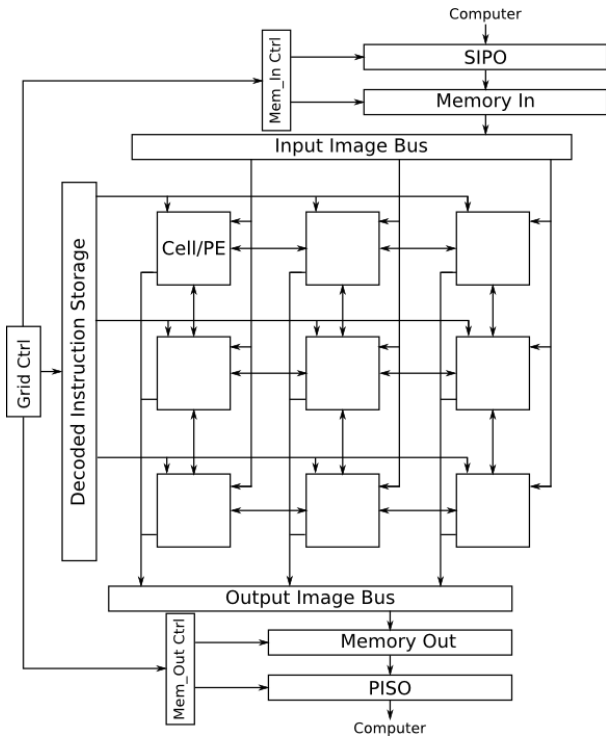 Computer
Mem_In Ctrl
SIPO
Memory In
Input Image Bus
Decoded Instruction Storage
Cell/PE
Grid Ctrl
Output Image Bus
Mem_Out Ctrl
Memory Out
PISO
Computer